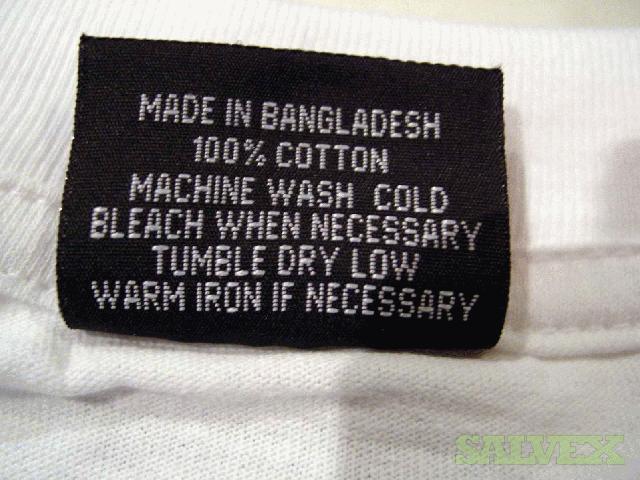 MADE IN BANGLADESH
100% COTTON
MACHINE WASH COLD
BLEACH WHEN NECESSARY
TUMBLE DRY LOW
WARM IRON IF NECESSARY
SALVEX